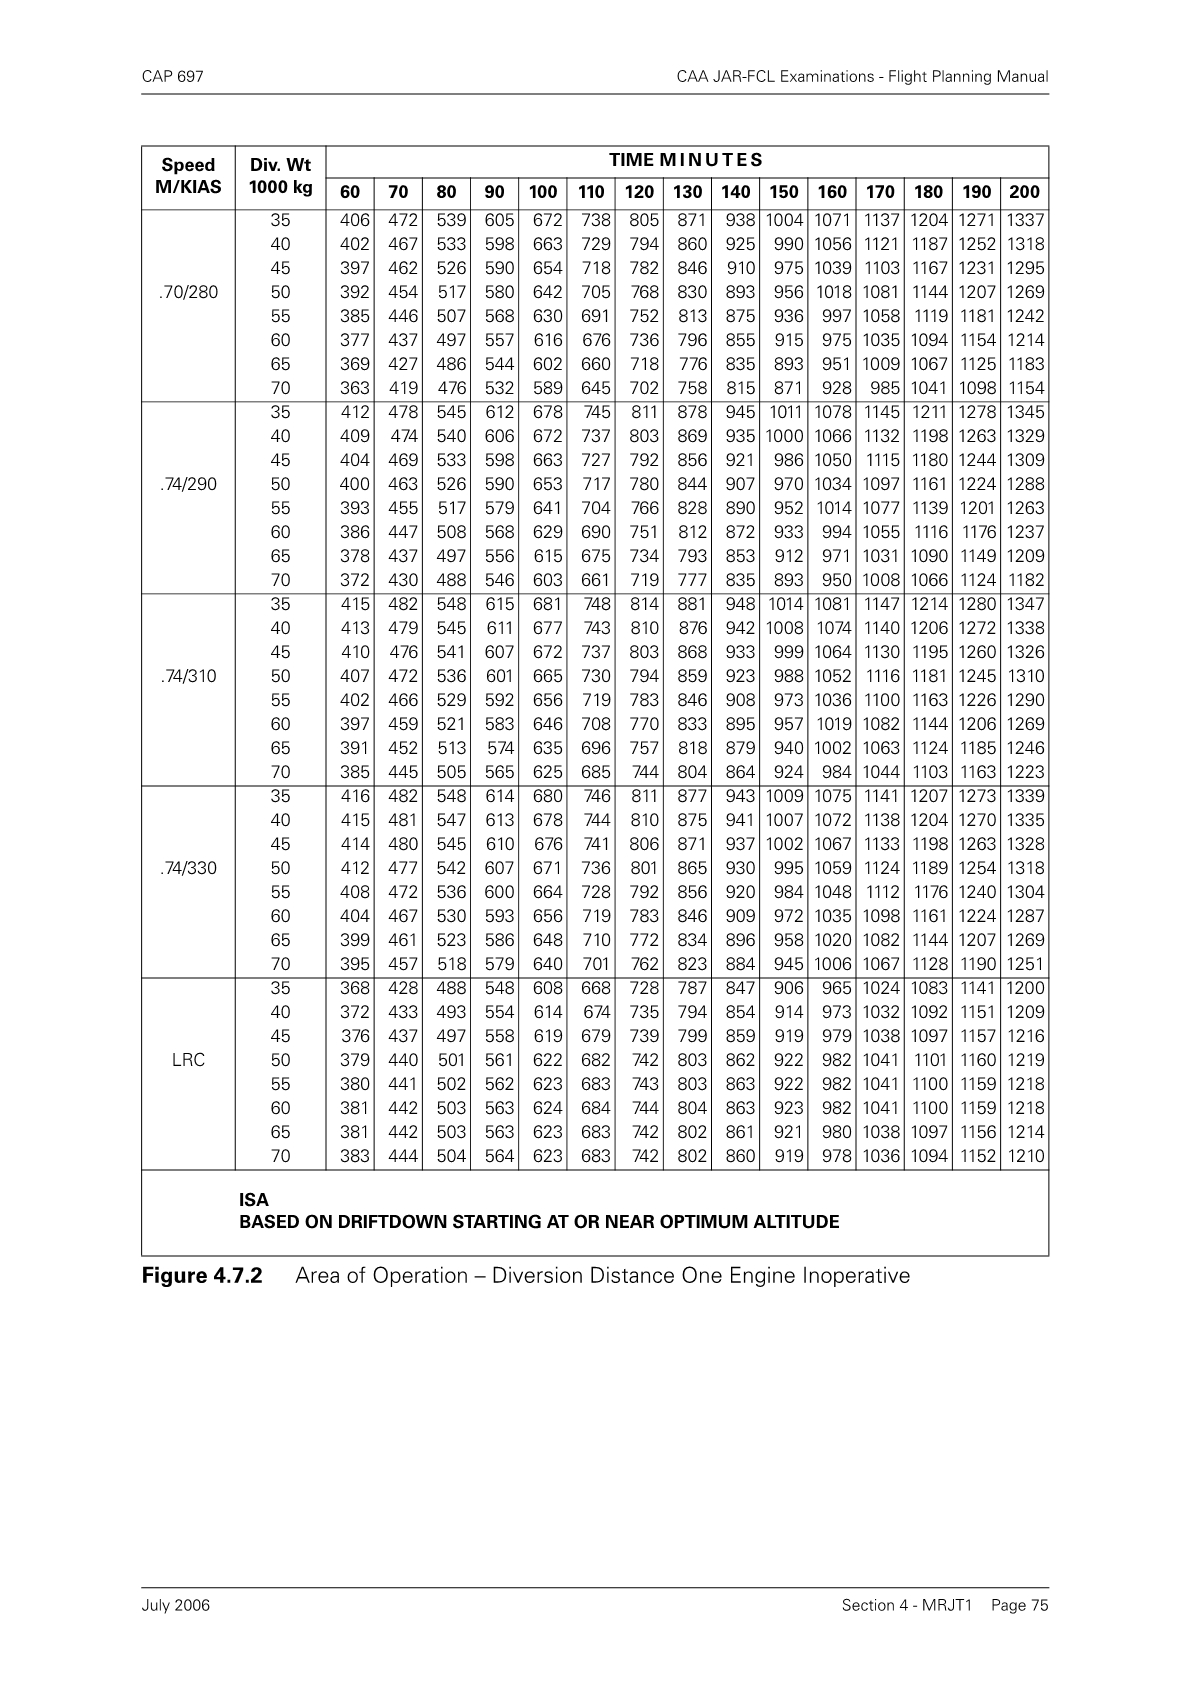 CAP 697 CAA JAR-FCL Examinations - Flight Planning Manual
Speed Div. Wt TIME MINUTES
M/KIAS 1000 kg 60 70 80 90 100 110 120 130 140 150 160 170 180 190 200
35 406 472 539 605 672 738 805 871 938 1004 1071 1137 1204 1271 1337
40 402 467 533 598 663 729 794 860 925 990 1056 1121 1187 1252 1318
45 397 462 526 590 654 718 782 846 910 975 1039 1103 1167 1231 1295
.70/280 50 392 454 517 580 642 705 768 830 893 956 1018 1081 1144 1207 1269
55 385 446 507 568 630 691 752 813 875 936 997 1058 1119 1181 1242
60 377 437 497 557 616 676 736 796 855 915 975 1035 1094 1154 1214
65 369 427 486 544 602 660 718 776 835 893 951 1009 1067 1125 1183
70 363 419 476 532 589 645 702 758 815 871 928 985 1041 1098 1154
35 412 478 545 612 678 745 811 878 945 1011 1078 1145 1211 1278 1345
40 409 474 540 606 672 737 803 869 935 1000 1066 1132 1198 1263 1329
45 404 469 533 598 663 727 792 856 921 986 1050 1115 1180 1244 1309
.74/290 50 400 463 526 590 653 717 780 844 907 970 1034 1097 1161 1224 1288
55 393 455 517 579 641 704 766 828 890 952 1014 1077 1139 1201 1263
60 386 447 508 568 629 690 751 812 872 933 994 1055 1116 1176 1237
65 378 437 497 556 615 675 734 793 853 912 971 1031 1090 1149 1209
70 372 430 488 546 603 661 719 777 835 893 950 1008 1066 1124 1182
35 415 482 548 615 681 748 814 881 948 1014 1081 1147 1214 1280 1347
40 413 479 545 611 677 743 810 876 942 1008 1074 1140 1206 1272 1338
45 410 476 541 607 672 737 803 868 933 999 1064 1130 1195 1260 1326
.74/310 50 407 472 536 601 665 730 794 859 923 988 1052 1116 1181 1245 1310
55 402 466 529 592 656 719 783 846 908 973 1036 1100 1163 1226 1290
60 397 459 521 583 646 708 770 833 895 957 1019 1082 1144 1206 1269
65 391 452 513 574 635 696 757 818 879 940 1002 1063 1124 1185 1246
70 385 445 505 565 625 685 744 804 864 924 984 1044 1103 1163 1223
35 416 482 548 614 680 746 811 877 943 1009 1075 1141 1207 1273 1339
40 415 481 547 613 678 744 810 875 941 1007 1072 1138 1204 1270 1335
45 414 480 545 610 676 741 806 871 937 1002 1067 1133 1198 1263 1328
.74/330 50 412 477 542 607 671 736 801 865 930 995 1059 1124 1189 1254 1318
55 408 472 536 600 664 728 792 856 920 984 1048 1112 1176 1240 1304
60 404 467 530 593 656 719 783 846 909 972 1035 1098 1161 1224 1287
65 399 461 523 586 648 710 772 834 896 958 1020 1082 1144 1207 1269
70 395 457 518 579 640 701 762 823 884 945 1006 1067 1128 1190 1251
35 368 428 488 548 608 668 728 787 847 906 965 1024 1083 1141 1200
40 372 433 493 554 614 674 735 794 854 914 973 1032 1092 1151 1209
45 376 437 497 558 619 679 739 799 859 919 979 1038 1097 1157 1216
LRC 50 379 440 501 561 622 682 742 803 862 922 982 1041 1101 1160 1219
55 380 441 502 562 623 683 743 803 863 922 982 1041 1100 1159 1218
60 381 442 503 563 624 684 744 804 863 923 982 1041 1100 1159 1218
65 381 442 503 563 623 683 742 802 861 921 980 1038 1097 1156 1214
70 383 444 504 564 623 683 742 802 860 919 978 1036 1094 1152 1210
ISA
BASED ON DRIFTDOWN STARTING AT OR NEAR OPTIMUM ALTITUDE
Figure 4.7.2 Area of Operation – Diversion Distance One Engine Inoperative
July 2006 Section 4 - MRJT1 Page 75